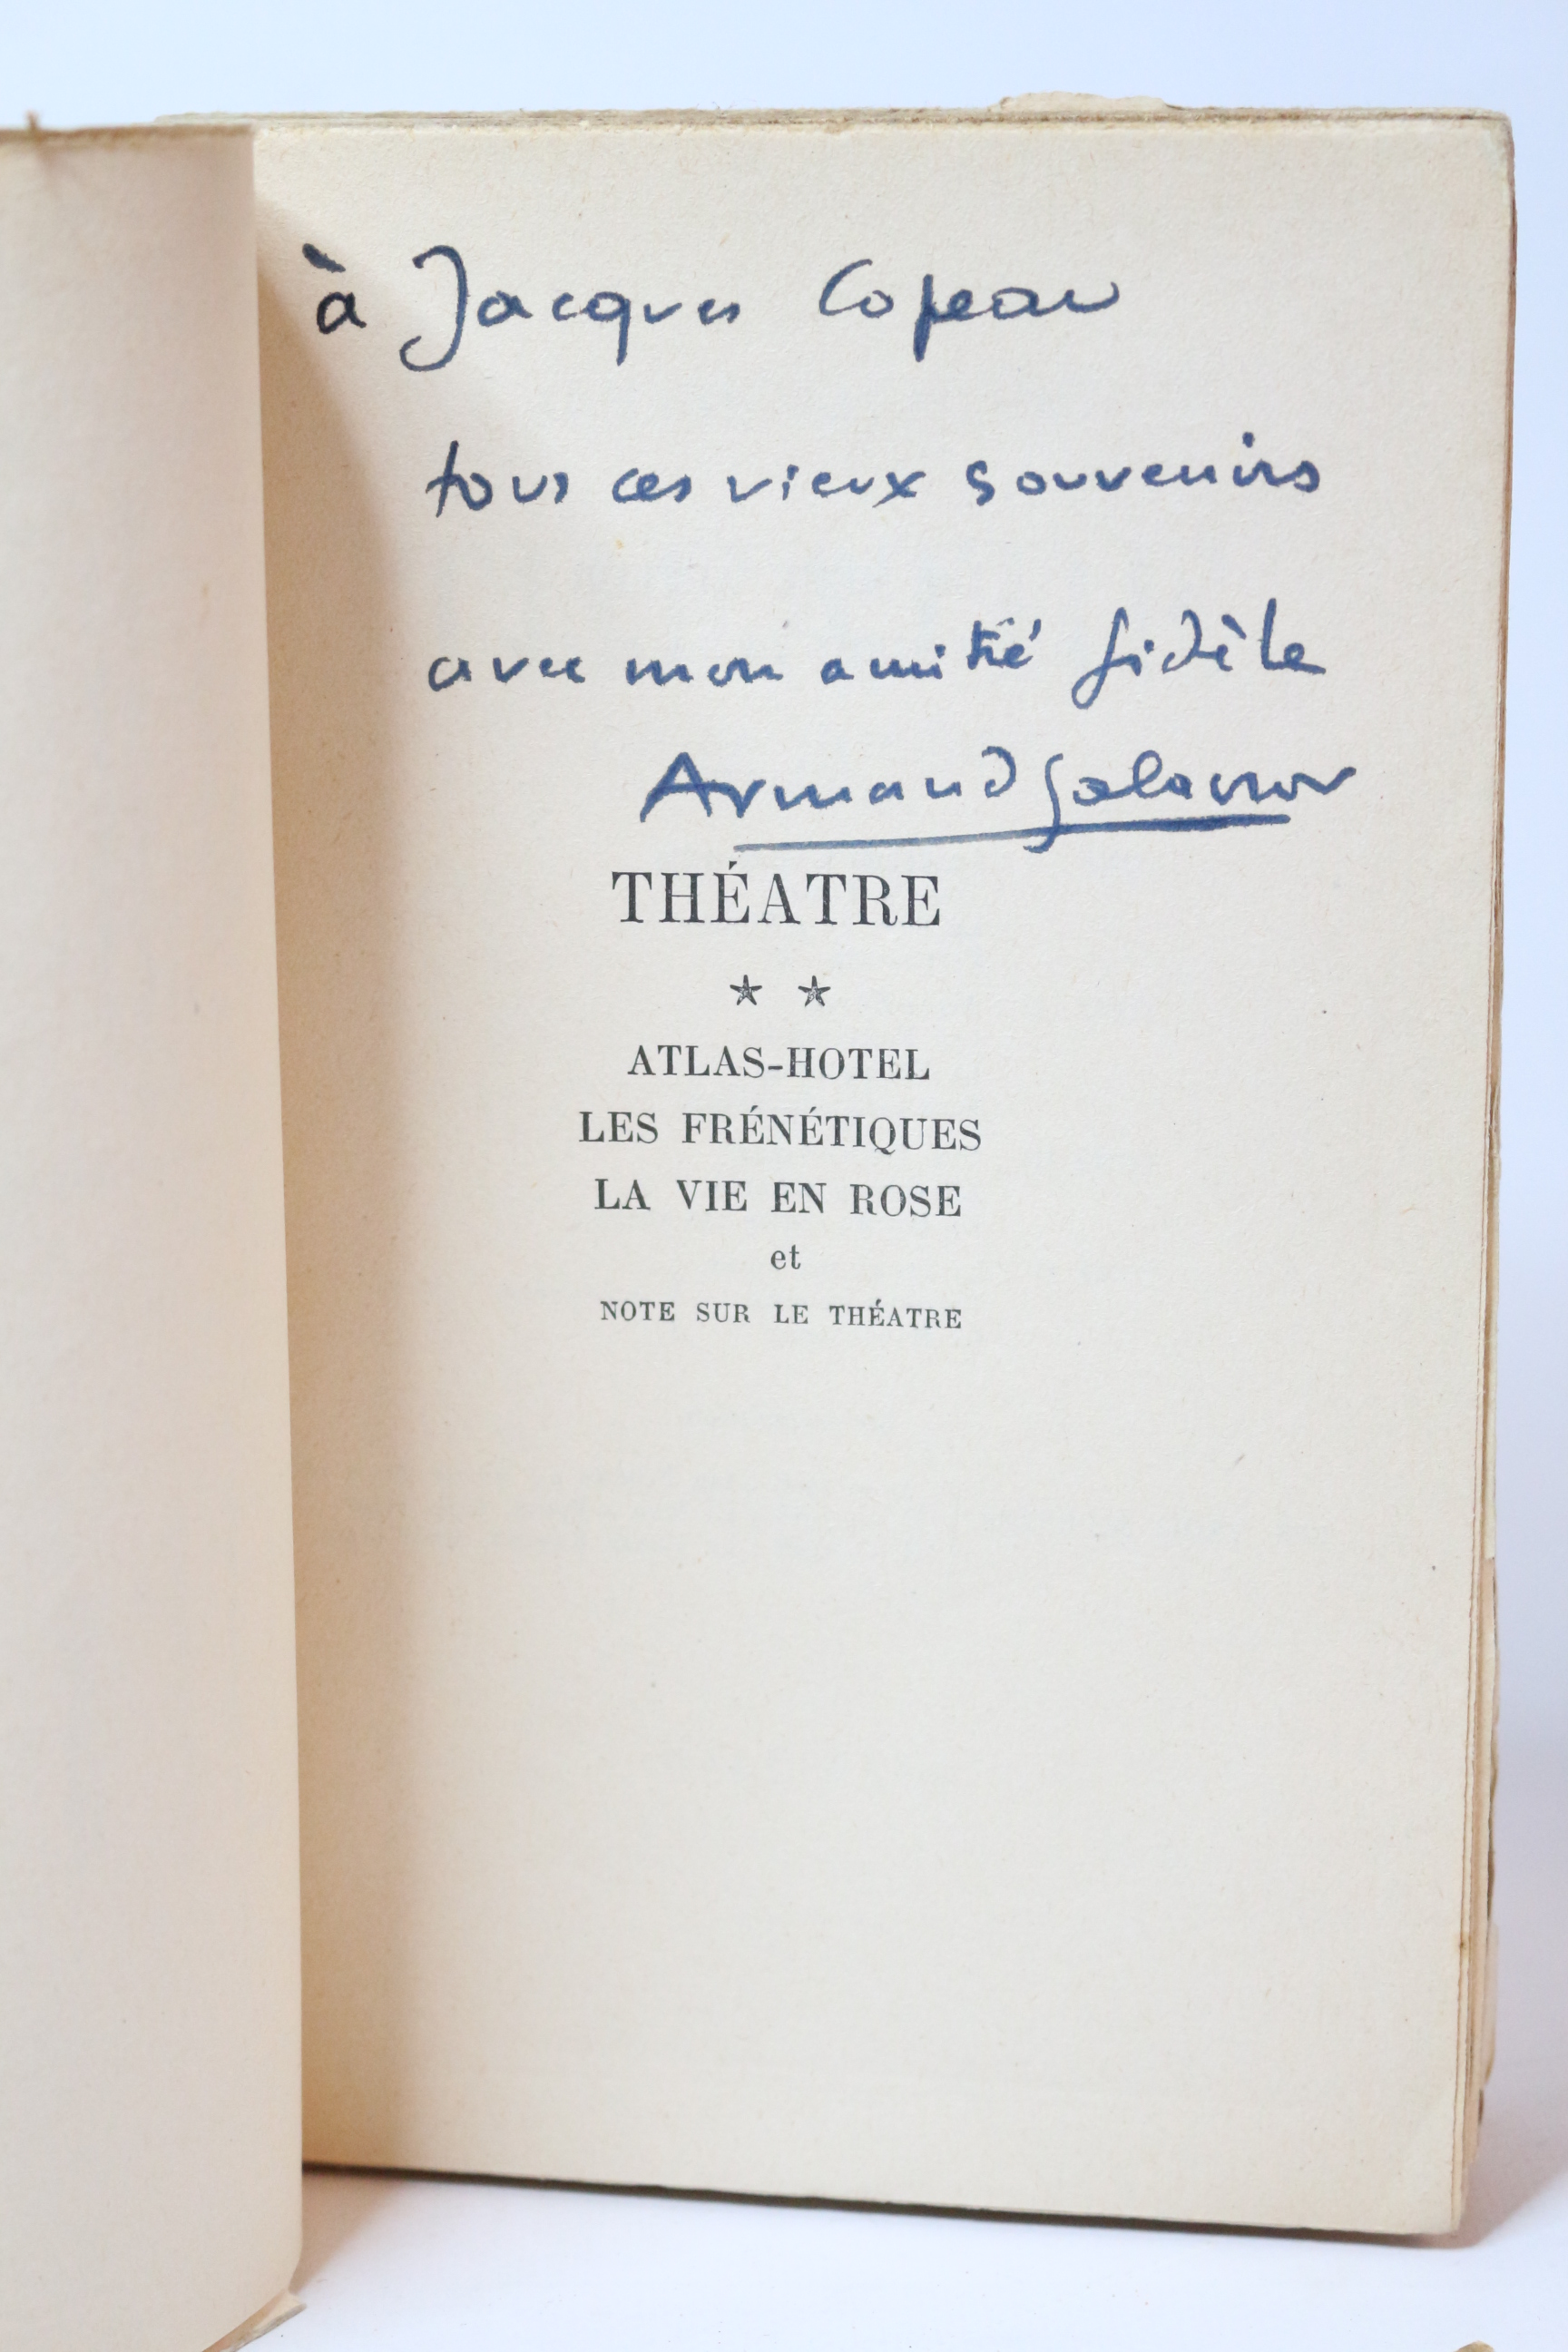 à Jacques Copeau
tous ces vieux souvenirs
avec mon amitié fidèle
Armand Salacrou
THÉATRE
★ ★
ATLAS-HOTEL
LES FRÉNÉTIQUES
LA VIE EN ROSE
et
NOTE SUR LE THÉATRE